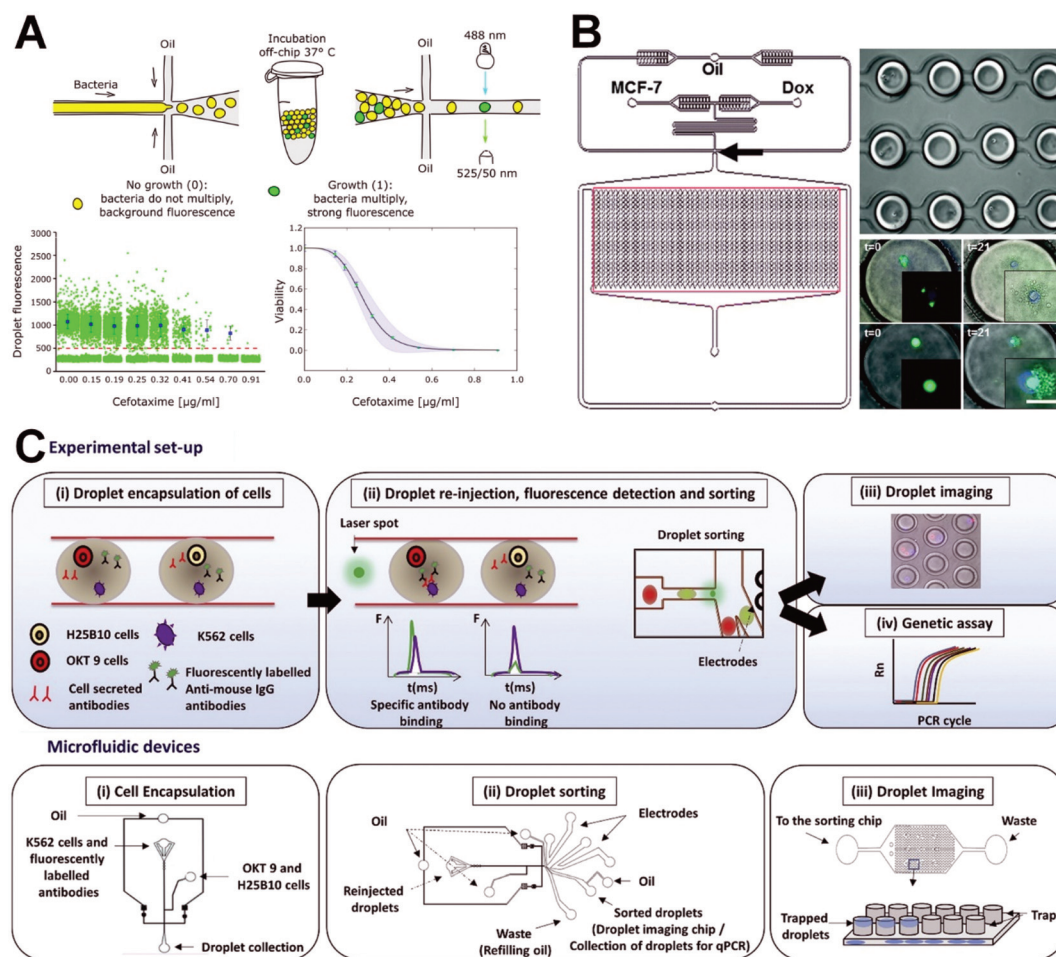 A
Oil
Bacteria
Oil
Incubation
off-chip 37° C
Oil
488 nm
Oil
525/50 nm
No growth (0):
bacteria do not multiply,
background fluorescence
Growth (1):
bacteria multiply,
strong fluorescence
Droplet fluorescence
3000
2500
2000
1500
1000
500
0
0.00 0.15 0.19 0.25 0.32 0.41 0.54 0.70 0.91
Cefotaxime [µg/ml]
Viability
1.2
1.0
0.8
0.6
0.4
0.2
0.0
0.0 0.2 0.4 0.6 0.8 1.0
Cefotaxime [µg/ml]
B
Oil
MCF-7
Dox
t=0
t=21
t=0
t=21
C
Experimental set-up
(i) Droplet encapsulation of cells
H25B10 cells
K562 cells
OKT 9 cells
Cell secreted
antibodies
Fluorescently labelled
Anti-mouse IgG
antibodies
(ii) Droplet re-injection, fluorescence detection and sorting
Laser spot
F
t(ms)
Specific antibody
binding
F
t(ms)
No antibody
binding
Droplet sorting
Electrodes
(iii) Droplet imaging
(iv) Genetic assay
Rn
PCR cycle
Microfluidic devices
(i) Cell Encapsulation
Oil
K562 cells and
fluorescently
labelled
antibodies
OKT 9 and
H25B10 cells
Droplet collection
(ii) Droplet sorting
Oil
Electrodes
Reinjected
droplets
Oil
Waste
(Refilling oil)
Sorted droplets
(Droplet imaging chip /
Collection of droplets for qPCR)
(iii) Droplet Imaging
To the sorting chip
Waste
Trapped
droplets
Trap